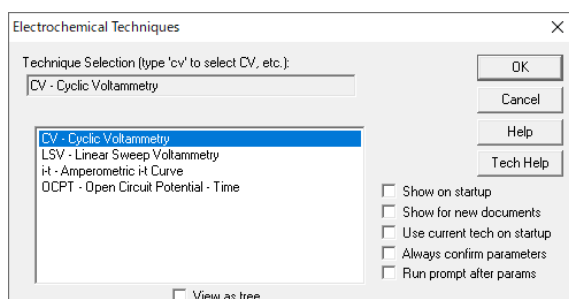 Electrochemical Techniques
Technique Selection (type 'cv' to select CV, etc.):
CV - Cyclic Voltammetry
OK
Cancel
Help
Tech Help
CV - Cyclic Voltammetry
LSV - Linear Sweep Voltammetry
i-t - Amperometric i-t Curve
OCPT - Open Circuit Potential - Time
Show on startup
Show for new documents
Use current tech on startup
Always confirm parameters
Run prompt after params
View as tree